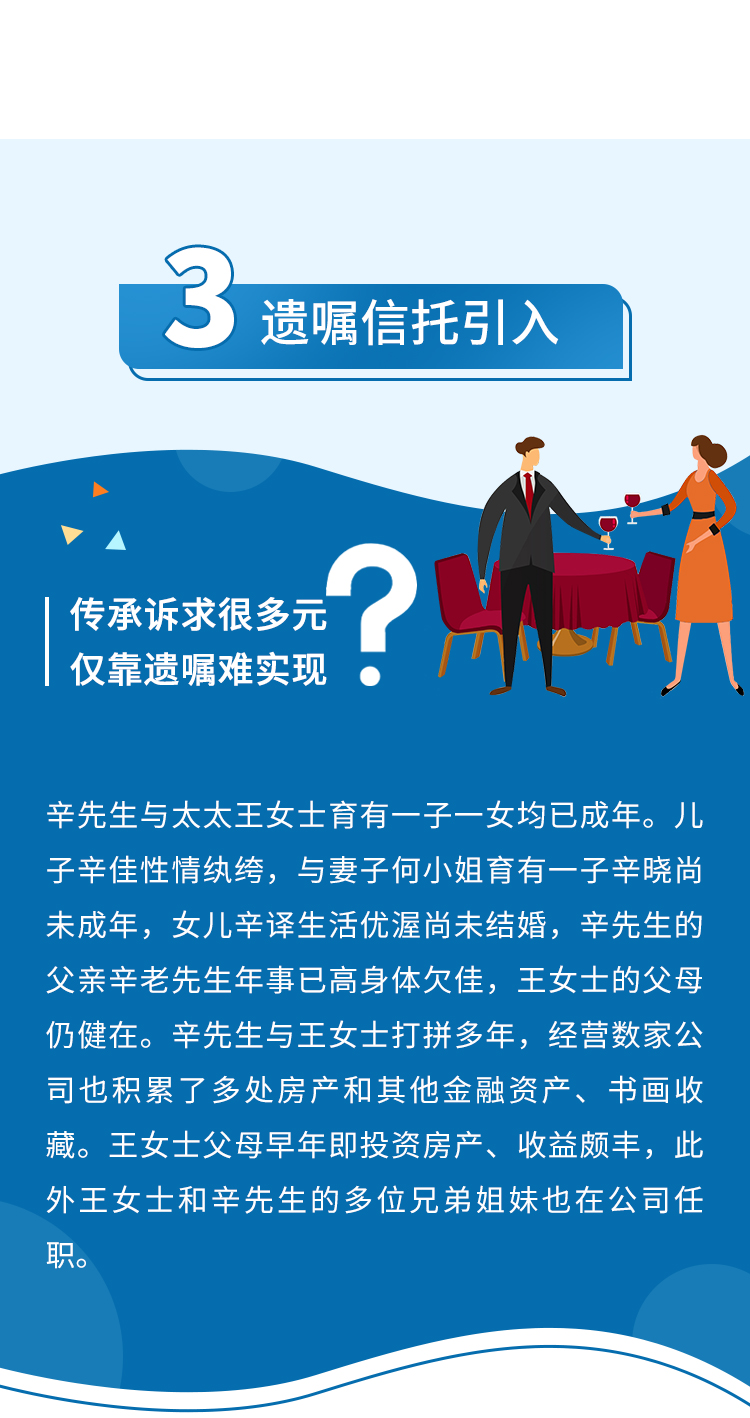 3 遗嘱信托引入
传承诉求很多元
仅靠遗嘱难实现
?
辛先生与太太王女士育有一子一女均已成年。儿
子辛佳性情纨绔，与妻子何小姐育有一子辛晓尚
未成年，女儿辛译生活优渥尚未结婚，辛先生的
父亲辛老先生年事已高身体欠佳，王女士的父母
仍健在。辛先生与王女士打拼多年，经营数家公
司也积累了多处房产和其他金融资产、书画收
藏。王女士父母早年即投资房产、收益颇丰，此
外王女士和辛先生的多位兄弟姐妹也在公司任
职。